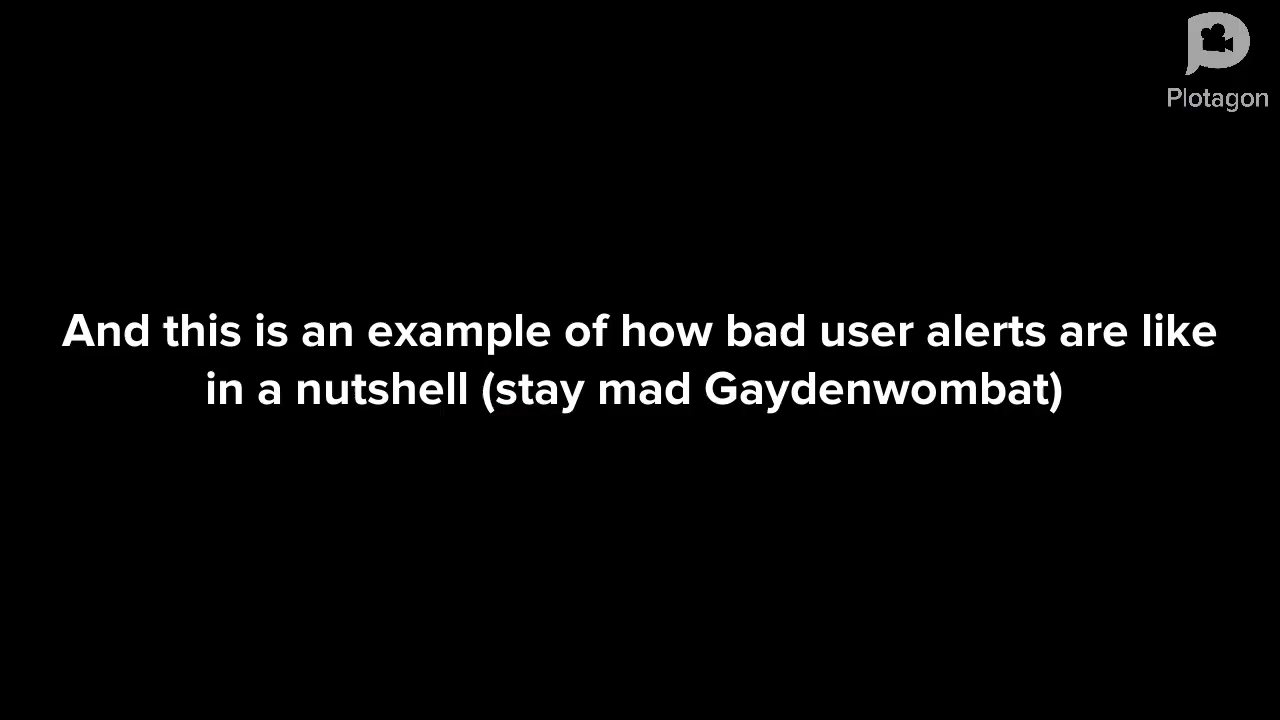 Plotagon
And this is an example of how bad user alerts are like
in a nutshell (stay mad Gaydenwombat)